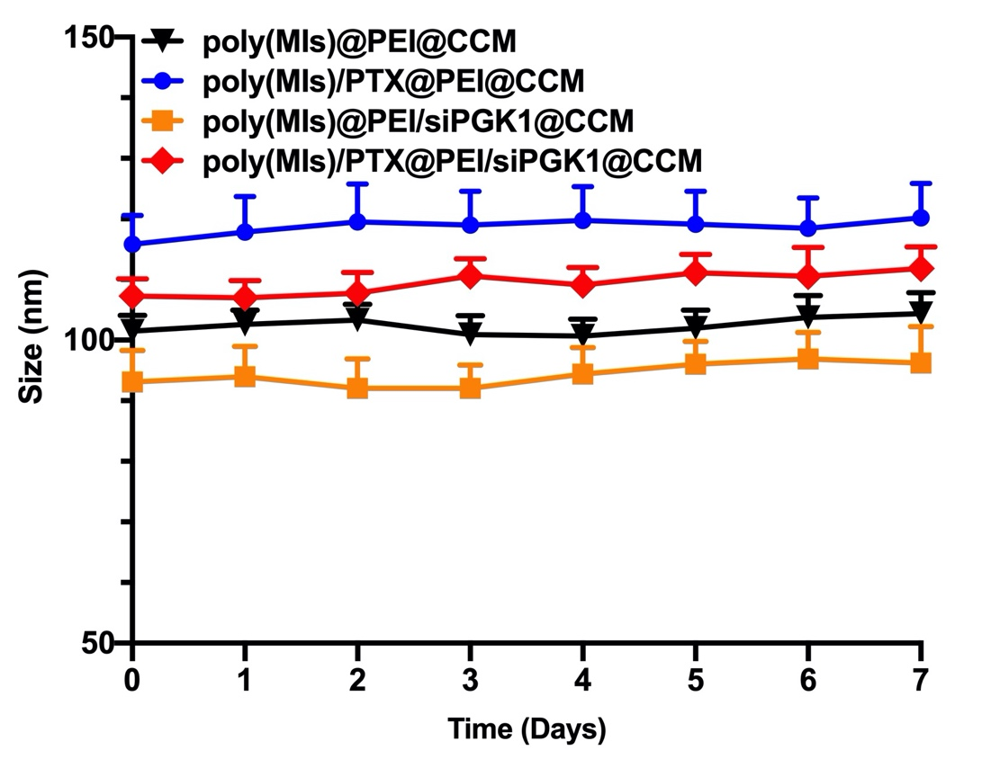 150
poly(MIs)@PEI@CCM
poly(MIs)/PTX@PEI@CCM
poly(MIs)@PEI/siPGK1@CCM
poly(MIs)/PTX@PEI/siPGK1@CCM
Size (nm)
100
50
0 1 2 3 4 5 6 7
Time (Days)